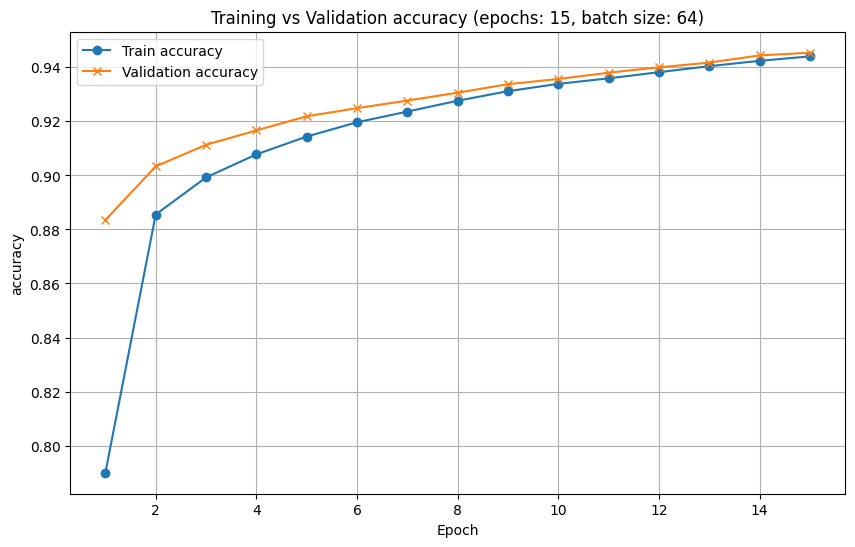 Training vs Validation accuracy (epochs: 15, batch size: 64)
Train accuracy
Validation accuracy
0.94
0.92
0.90
0.88
0.86
0.84
0.82
0.80
accuracy
2 4 6 8 10 12 14
Epoch